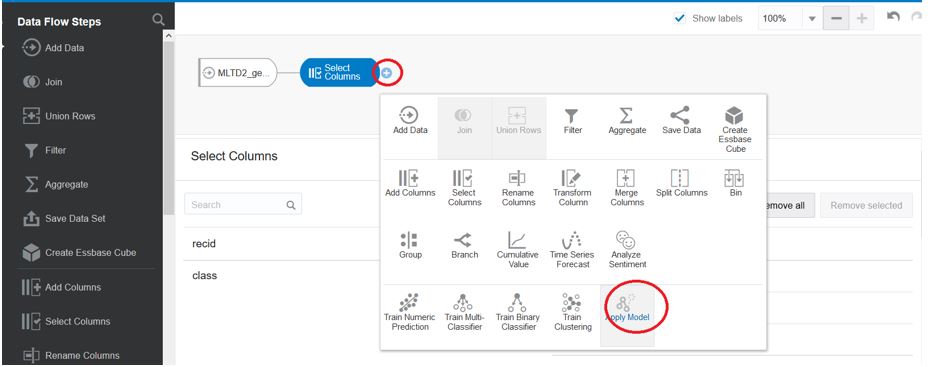 Data Flow Steps
Add Data
Join
Union Rows
Filter
Aggregate
Save Data Set
Create Essbase Cube
Add Columns
Select Columns
Rename Columns
Show labels
100%
MLTD2_ge...
Select
Columns
Add Data
Join
Union Rows
Filter
Aggregate
Save Data
Create
Essbase
Cube
Add Columns
Select
Columns
Rename
Columns
Transform
Column
Merge
Columns
Split Columns
Bin
Group
Branch
Cumulative
Value
Time Series
Forecast
Analyze
Sentiment
Train Numeric
Prediction
Train Multi-
Classifier
Train Binary
Classifier
Train
Clustering
Apply Model
Select Columns
Search
recid
class
emove all
Remove selected